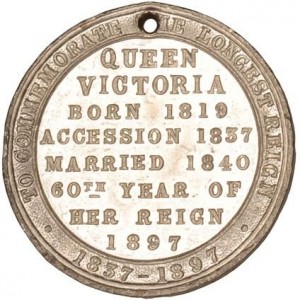 TO COMMEMORATE THE LONGEST REIGN
QUEEN
VICTORIA
BORN 1819
ACCESSION 1837
MARRIED 1840
60TH YEAR OF
HER REIGN
1897
· 1837-1897 ·